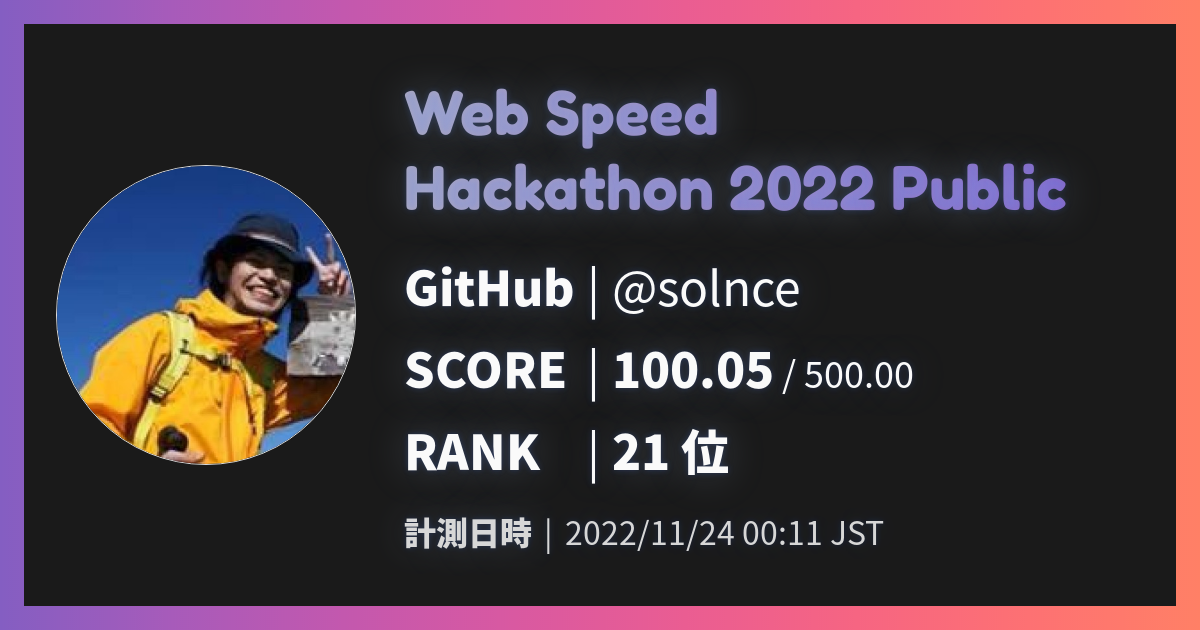 Web Speed
Hackathon 2022 Public
GitHub | @solnce
SCORE | 100.05 / 500.00
RANK | 21 位
計測日時 | 2022/11/24 00:11 JST